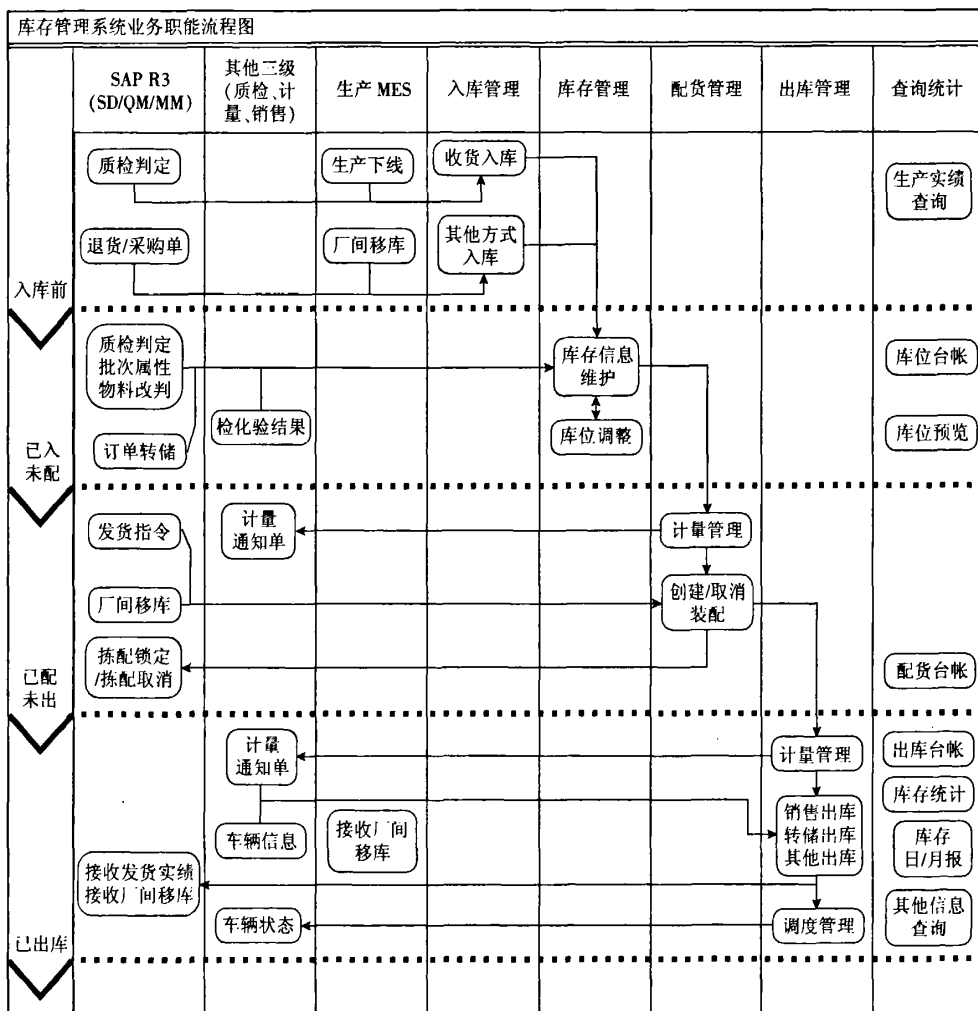 库存管理系统业务职能流程图
SAP R3
(SD/QM/MM)
其他三级
(质检、计
量、销售)
生产 MES
入库管理
库存管理
配货管理
出库管理
查询统计
入库前
质检判定
生产下线
收货入库
生产实绩
查询
退货/采购单
厂间移库
其他方式
入库
已入
未配
质检判定
批次属性
物料改判
库存信息
维护
库位台帐
订单转储
检化验结果
库位调整
库位预览
已配
未出
发货指令
计量
通知单
计量管理
厂间移库
创建/取消
装配
拣配锁定
/拣配取消
配货台帐
已出库
计量
通知单
计量管理
出库台帐
库存统计
车辆信息
接收厂间
移库
销售出库
转储出库
其他出库
库存
日/月报
接收发货实绩
接收厂间移库
车辆状态
调度管理
其他信息
查询